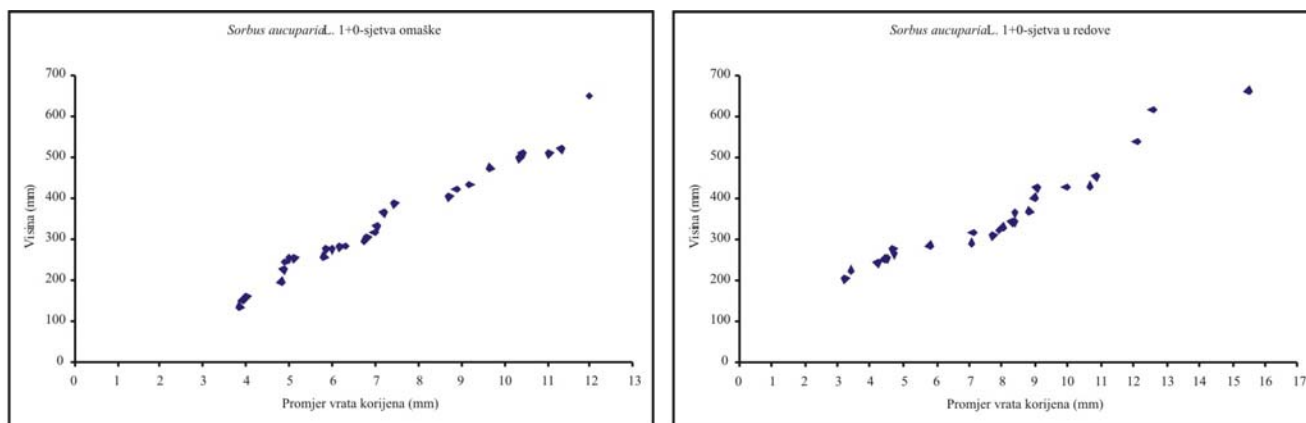 Sorbus aucupariaL. 1+0-sjetva omaške
Visina (mm)
700
600
500
400
300
200
100
0
0 1 2 3 4 5 6 7 8 9 10 11 12 13
Promjer vrata korijena (mm)
Sorbus aucupariaL. 1+0-sjetva u redove
Visina (mm)
700
600
500
400
300
200
100
0
0 1 2 3 4 5 6 7 8 9 10 11 12 13 14 15 16 17
Promjer vrata korijena (mm)